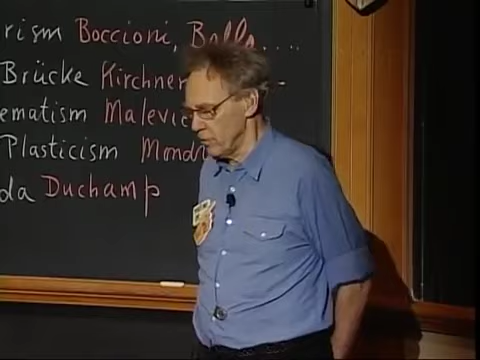 rism Boccioni, Balla....
Brücke Kirchner
ematism Malevic
Plasticism Mondr
da Duchamp